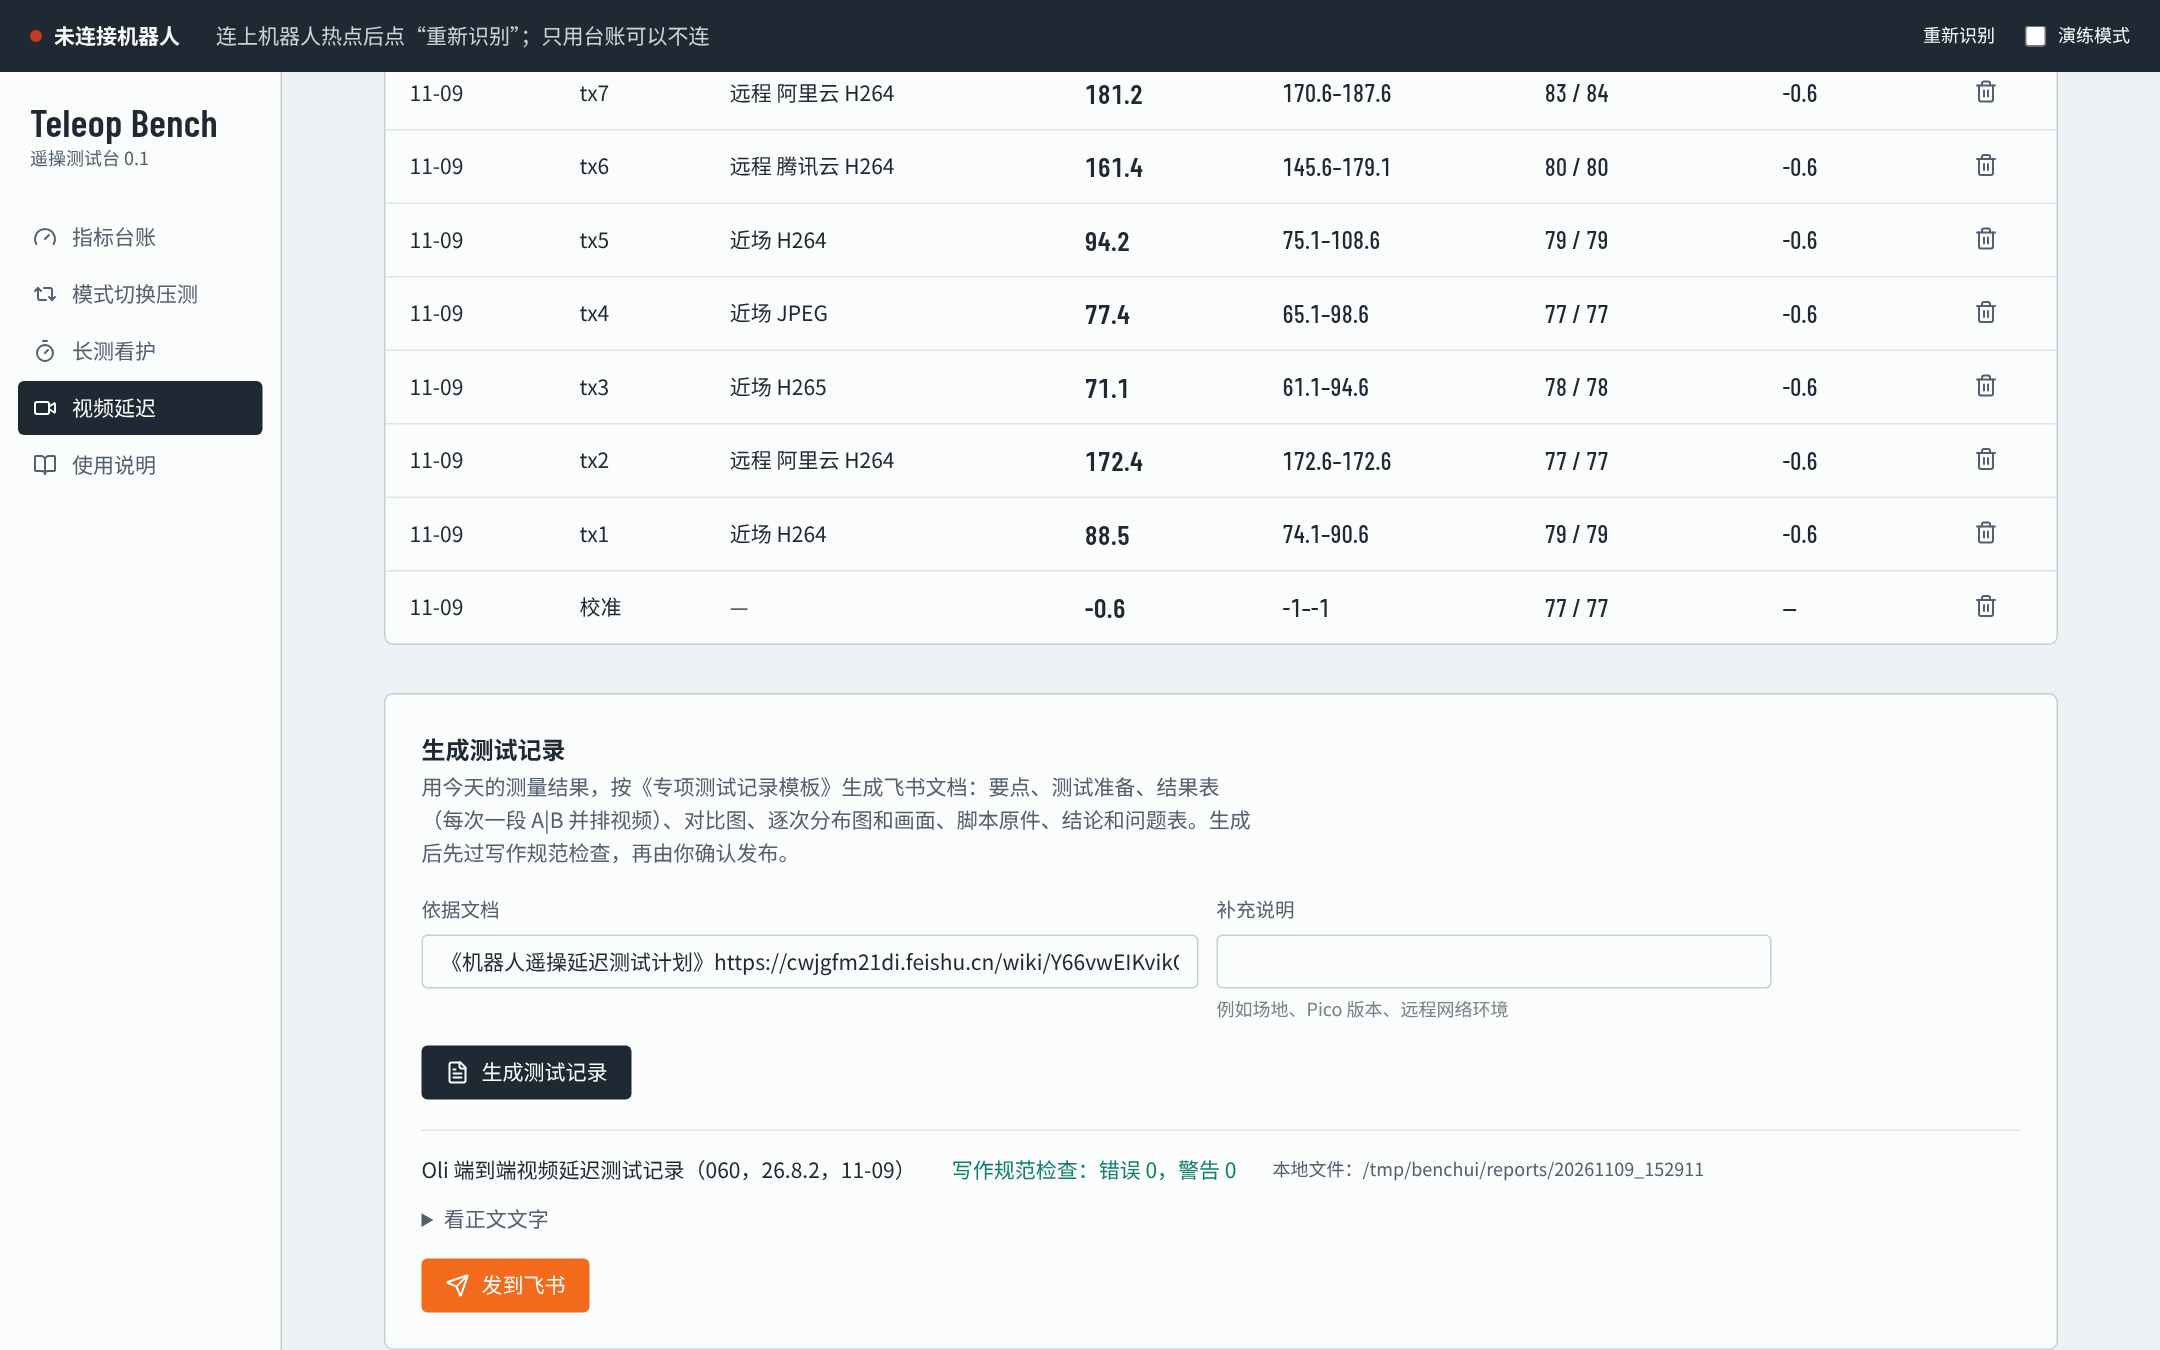 未连接机器人 连上机器人热点后点“重新识别”；只用台账可以不连 重新识别 演练模式
Teleop Bench
遥操测试台 0.1
指标台账
模式切换压测
长测看护
视频延迟
使用说明
11-09 tx7 远程 阿里云 H264 181.2 170.6–187.6 83 / 84 -0.6
11-09 tx6 远程 腾讯云 H264 161.4 145.6–179.1 80 / 80 -0.6
11-09 tx5 近场 H264 94.2 75.1–108.6 79 / 79 -0.6
11-09 tx4 近场 JPEG 77.4 65.1–98.6 77 / 77 -0.6
11-09 tx3 近场 H265 71.1 61.1–94.6 78 / 78 -0.6
11-09 tx2 远程 阿里云 H264 172.4 172.6–172.6 77 / 77 -0.6
11-09 tx1 近场 H264 88.5 74.1–90.6 79 / 79 -0.6
11-09 校准 — -0.6 -1–-1 77 / 77 –
生成测试记录
用今天的测量结果，按《专项测试记录模板》生成飞书文档：要点、测试准备、结果表
（每次一段 A|B 并排视频）、对比图、逐次分布图和画面、脚本原件、结论和问题表。生成
后先过写作规范检查，再由你确认发布。
依据文档 补充说明
《机器人遥操延迟测试计划》https://cwjgfm21di.feishu.cn/wiki/Y66vwEIKvik
例如场地、Pico 版本、远程网络环境
生成测试记录
Oli 端到端视频延迟测试记录（060，26.8.2，11-09） 写作规范检查：错误 0，警告 0 本地文件：/tmp/benchui/reports/20261109_152911
看正文文字
发到飞书